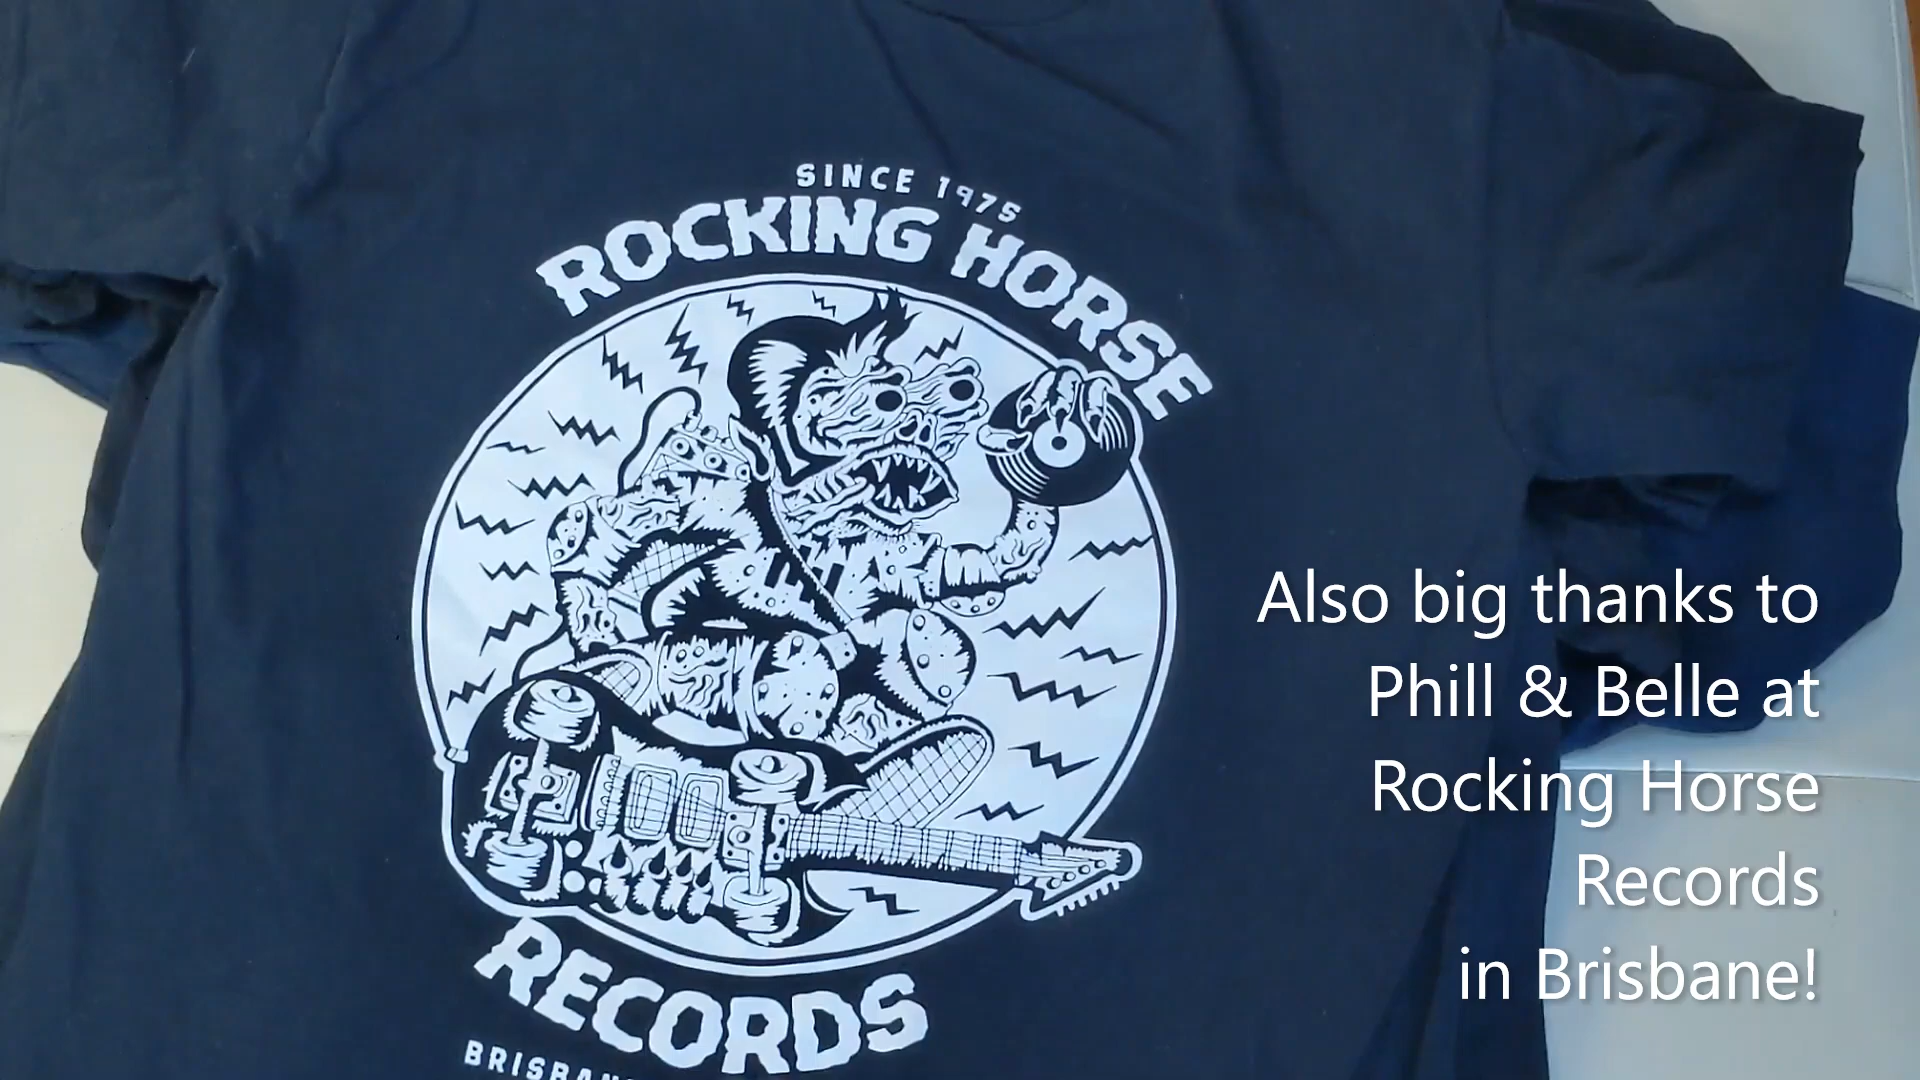 SINCE 1975
ROCKING HORSE
RECORDS
Also big thanks to
Phill & Belle at
Rocking Horse
Records
in Brisbane!